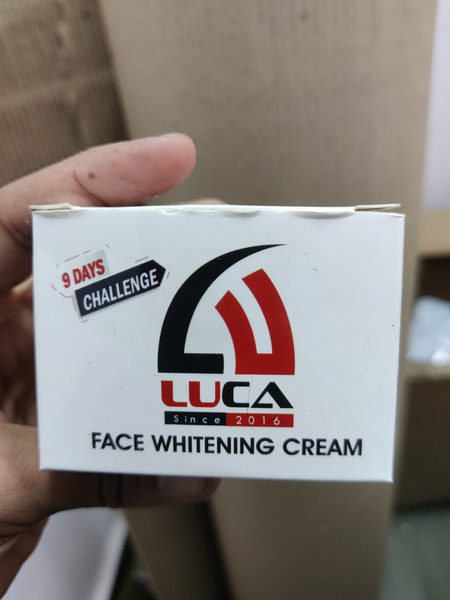 9 DAYS
CHALLENGE
LUCA
Since 2016
FACE WHITENING CREAM